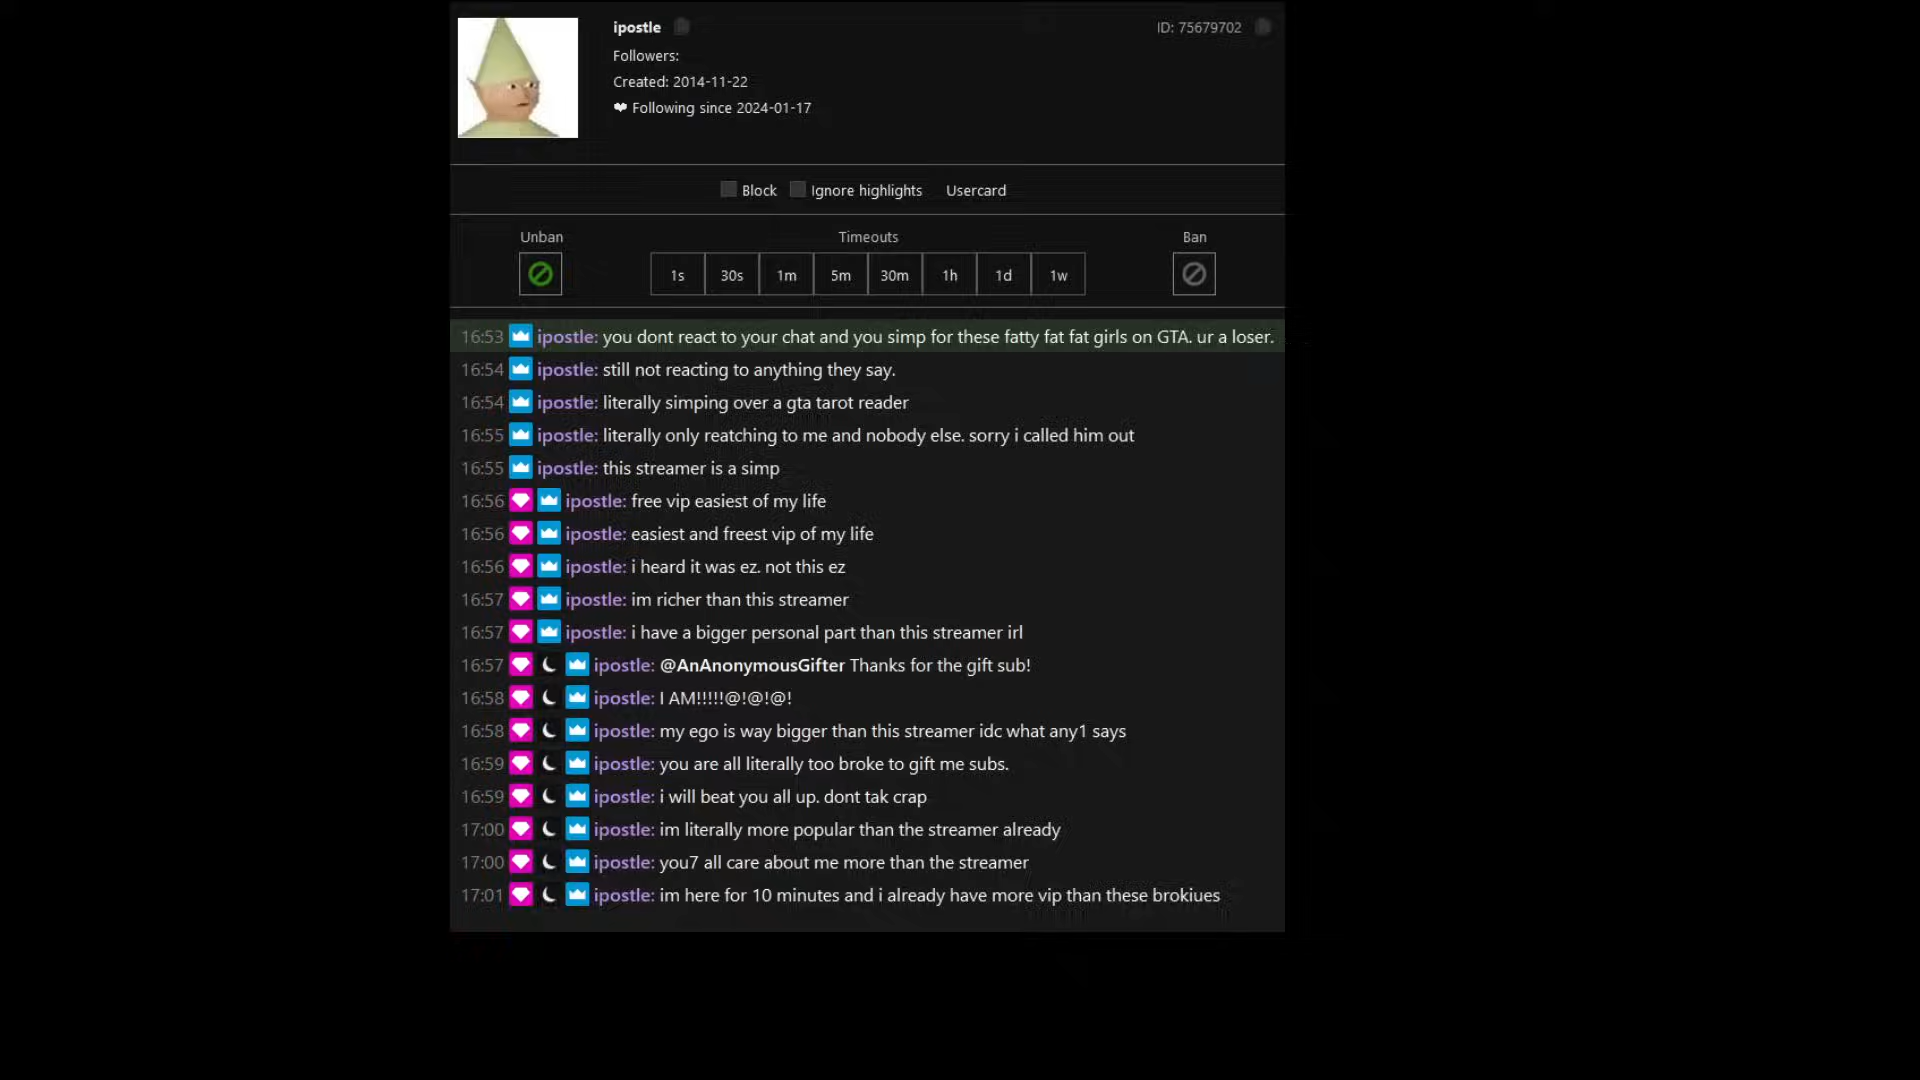 ipostle
ID: 75679702
Followers:
Created: 2014-11-22
❤ Following since 2024-01-17
Block
Ignore highlights
Usercard
Unban
Timeouts
Ban
1s 30s 1m 5m 30m 1h 1d 1w
16:53 ipostle: you dont react to your chat and you simp for these fatty fat fat girls on GTA. ur a loser.
16:54 ipostle: still not reacting to anything they say.
16:54 ipostle: literally simping over a gta tarot reader
16:55 ipostle: literally only reatching to me and nobody else. sorry i called him out
16:55 ipostle: this streamer is a simp
16:56 ipostle: free vip easiest of my life
16:56 ipostle: easiest and freest vip of my life
16:56 ipostle: i heard it was ez. not this ez
16:57 ipostle: im richer than this streamer
16:57 ipostle: i have a bigger personal part than this streamer irl
16:57 ipostle: @AnAnonymousGifter Thanks for the gift sub!
16:58 ipostle: I AM!!!!!@!@!@!
16:58 ipostle: my ego is way bigger than this streamer idc what any1 says
16:59 ipostle: you are all literally too broke to gift me subs.
16:59 ipostle: i will beat you all up. dont tak crap
17:00 ipostle: im literally more popular than the streamer already
17:00 ipostle: you7 all care about me more than the streamer
17:01 ipostle: im here for 10 minutes and i already have more vip than these brokiues